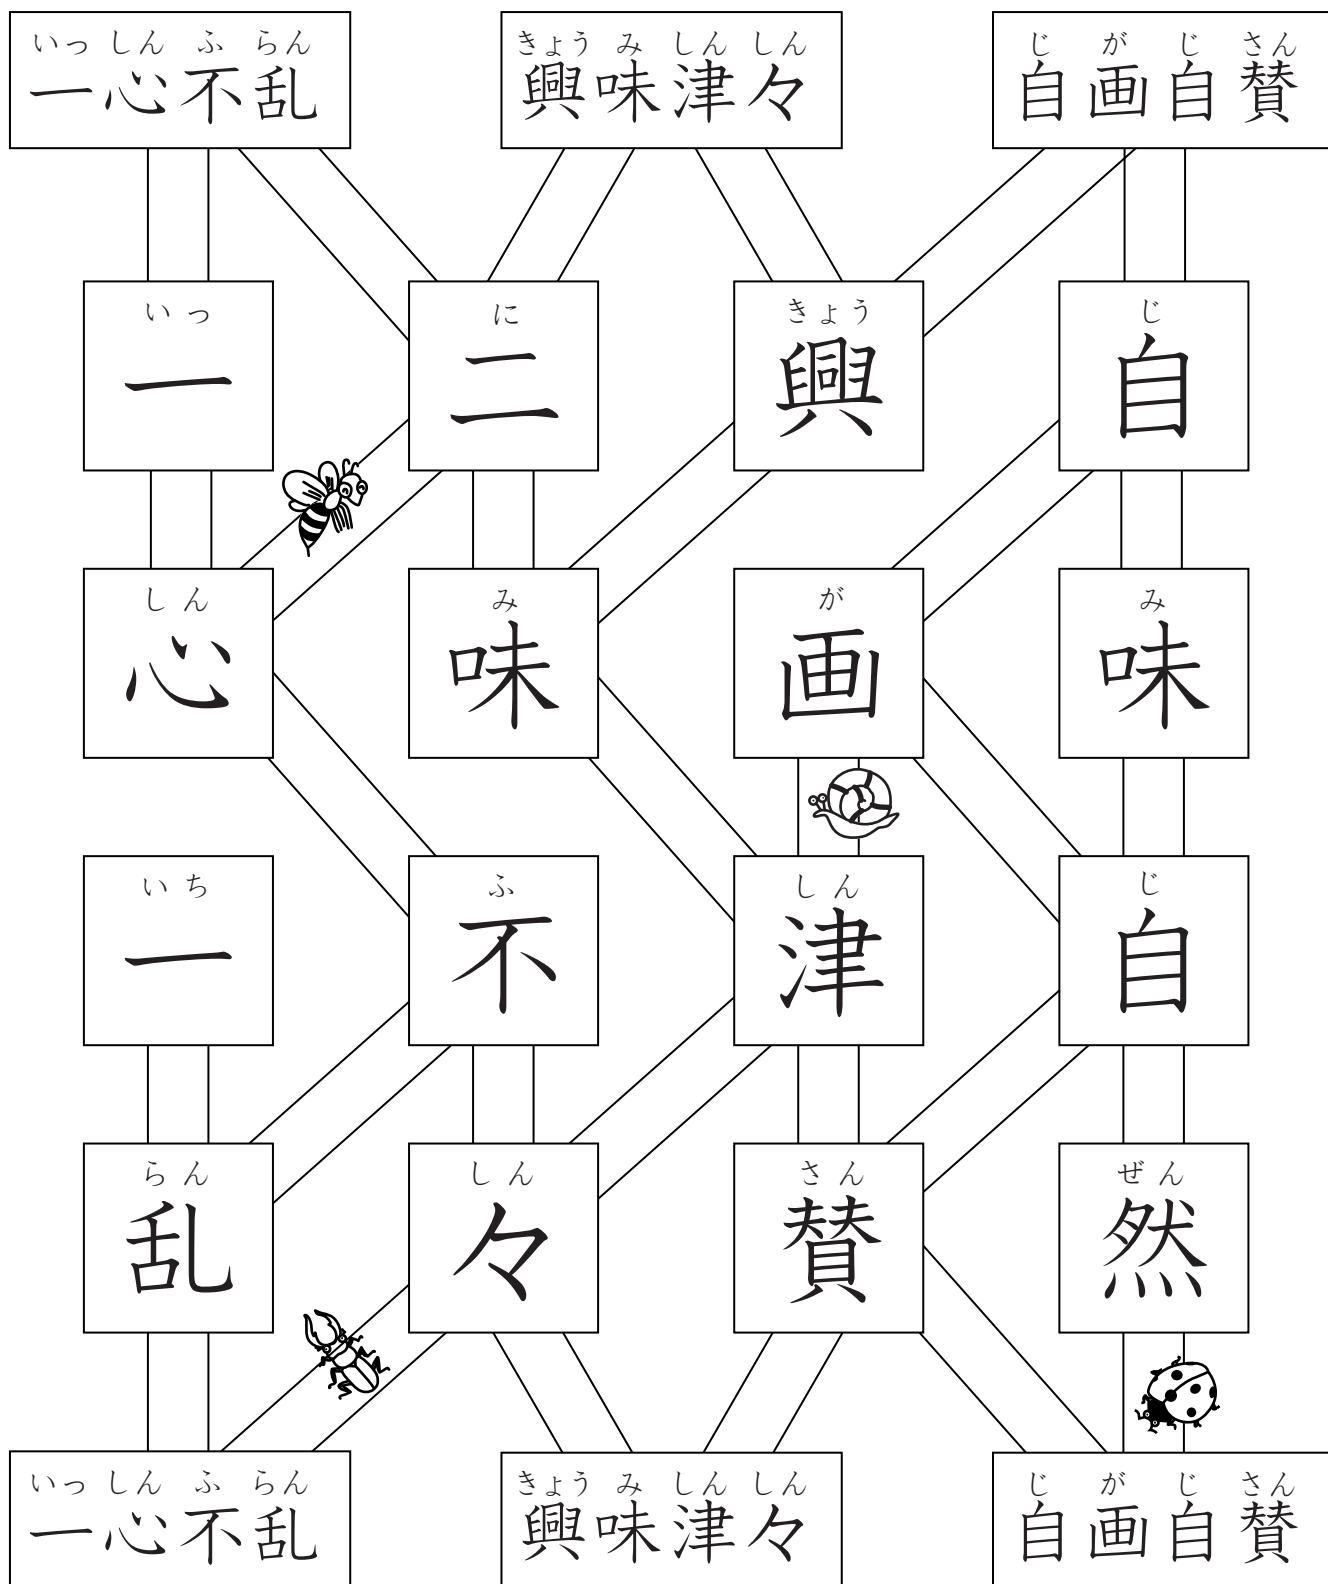 いっ しん ふ らん
一心不乱
きょう み しん しん
興味津々
じ が じ さん
自画自賛
いっ
一
に
二
きょう
興
じ
自
しん
心
み
味
が
画
み
味
いち
一
ふ
不
しん
津
じ
自
らん
乱
しん
々
さん
賛
ぜん
然
いっ しん ふ らん
一心不乱
きょう み しん しん
興味津々
じ が じ さん
自画自賛